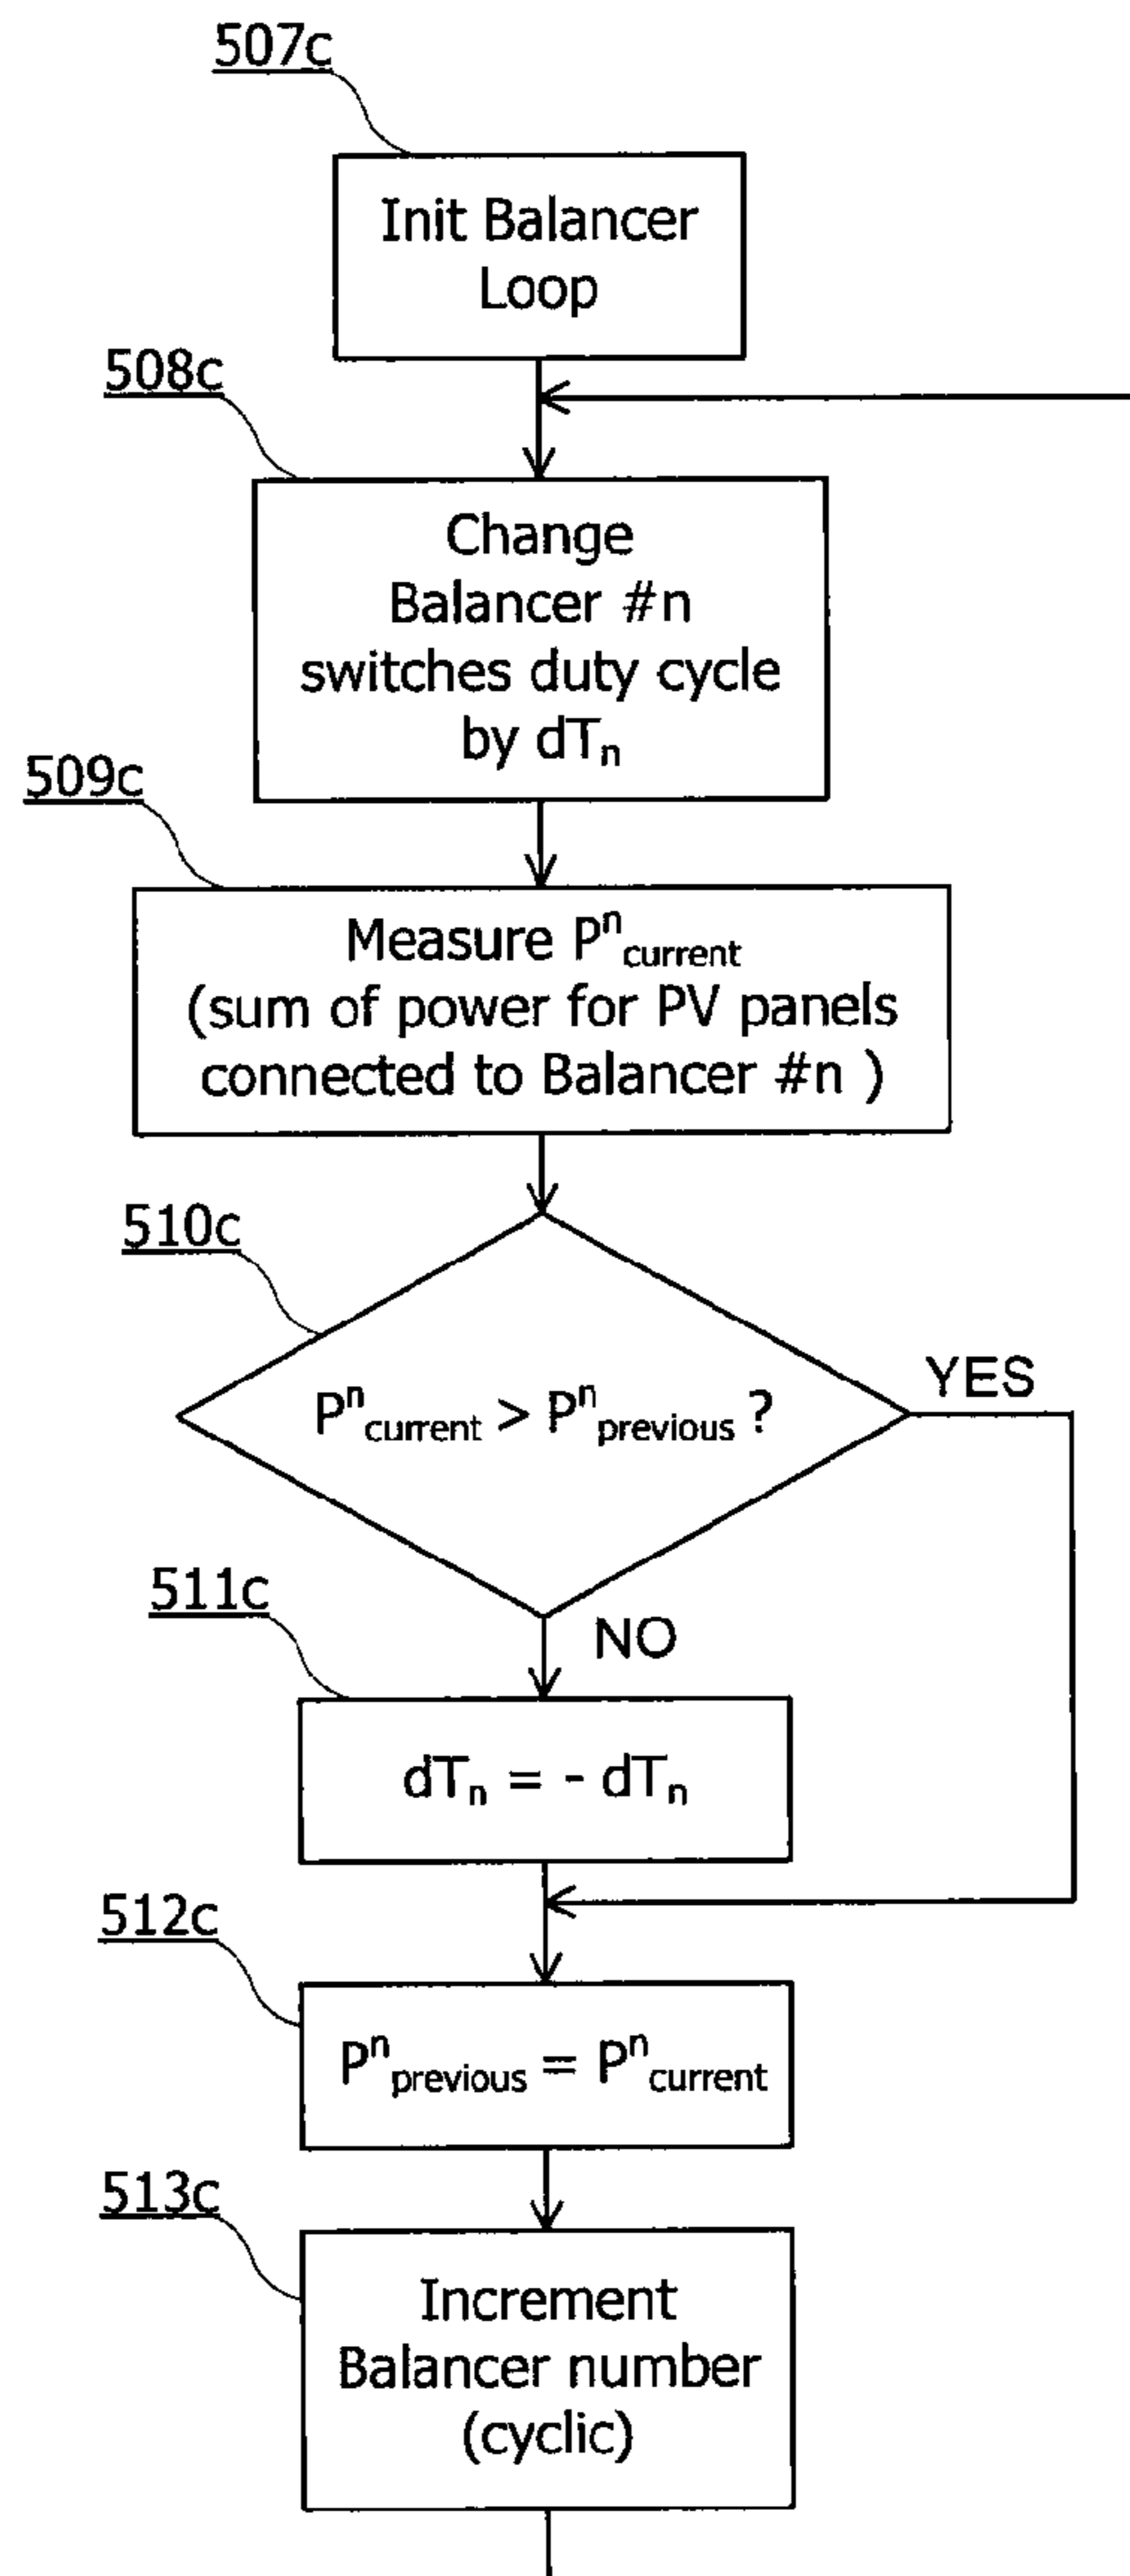 507c
Init Balancer
Loop
508c
Change
Balancer #n
switches duty cycle
by dTₙ
509c
Measure Pⁿcurrent
(sum of power for PV panels
connected to Balancer #n )
510c
Pⁿcurrent > Pⁿprevious ?
YES
511c
NO
dTₙ = - dTₙ
512c
Pⁿprevious = Pⁿcurrent
513c
Increment
Balancer number
(cyclic)